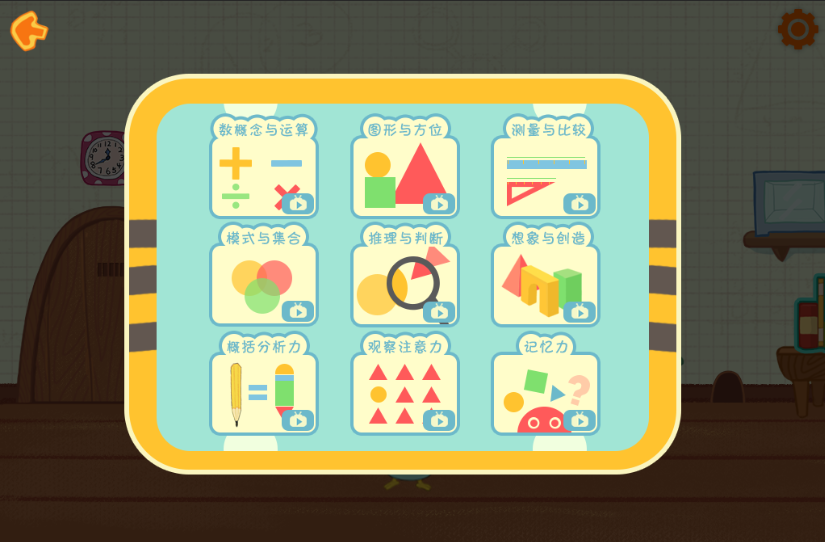 数概念与运算
图形与方位
测量与比较
模式与集合
推理与判断
想象与创造
概括分析力
观察注意力
记忆力